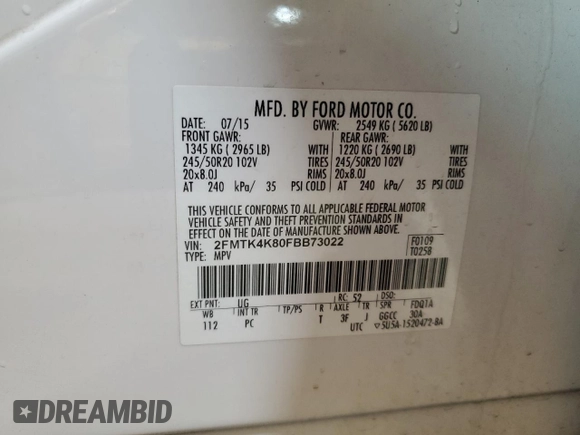 MFD. BY FORD MOTOR CO.
DATE: 07/15 GVWR: 2549 KG ( 5620 LB)
FRONT GAWR: REAR GAWR:
1345 KG ( 2965 LB) WITH 1220 KG ( 2690 LB) WITH
245/50R20 102V TIRES 245/50R20 102V TIRES
20x8.0J RIMS 20x8.0J RIMS
AT 240 kPa/ 35 PSI COLD AT 240 kPa/ 35 PSI COLD
THIS VEHICLE CONFORMS TO ALL APPLICABLE FEDERAL MOTOR
VEHICLE SAFETY AND THEFT PREVENTION STANDARDS IN
EFFECT ON THE DATE OF MANUFACTURE SHOWN ABOVE.
VIN: 2FMTK4K80FBB73022 F0109
TYPE: MPV T0258
EXT PNT: UG RC: 52 DSO: FDQTA
WB INT TR TP/PS R AXLE TR SPR
112 PC T 3F J GGCC 30A
UTC ▽5U5A-1520472-BA
DREAMBID